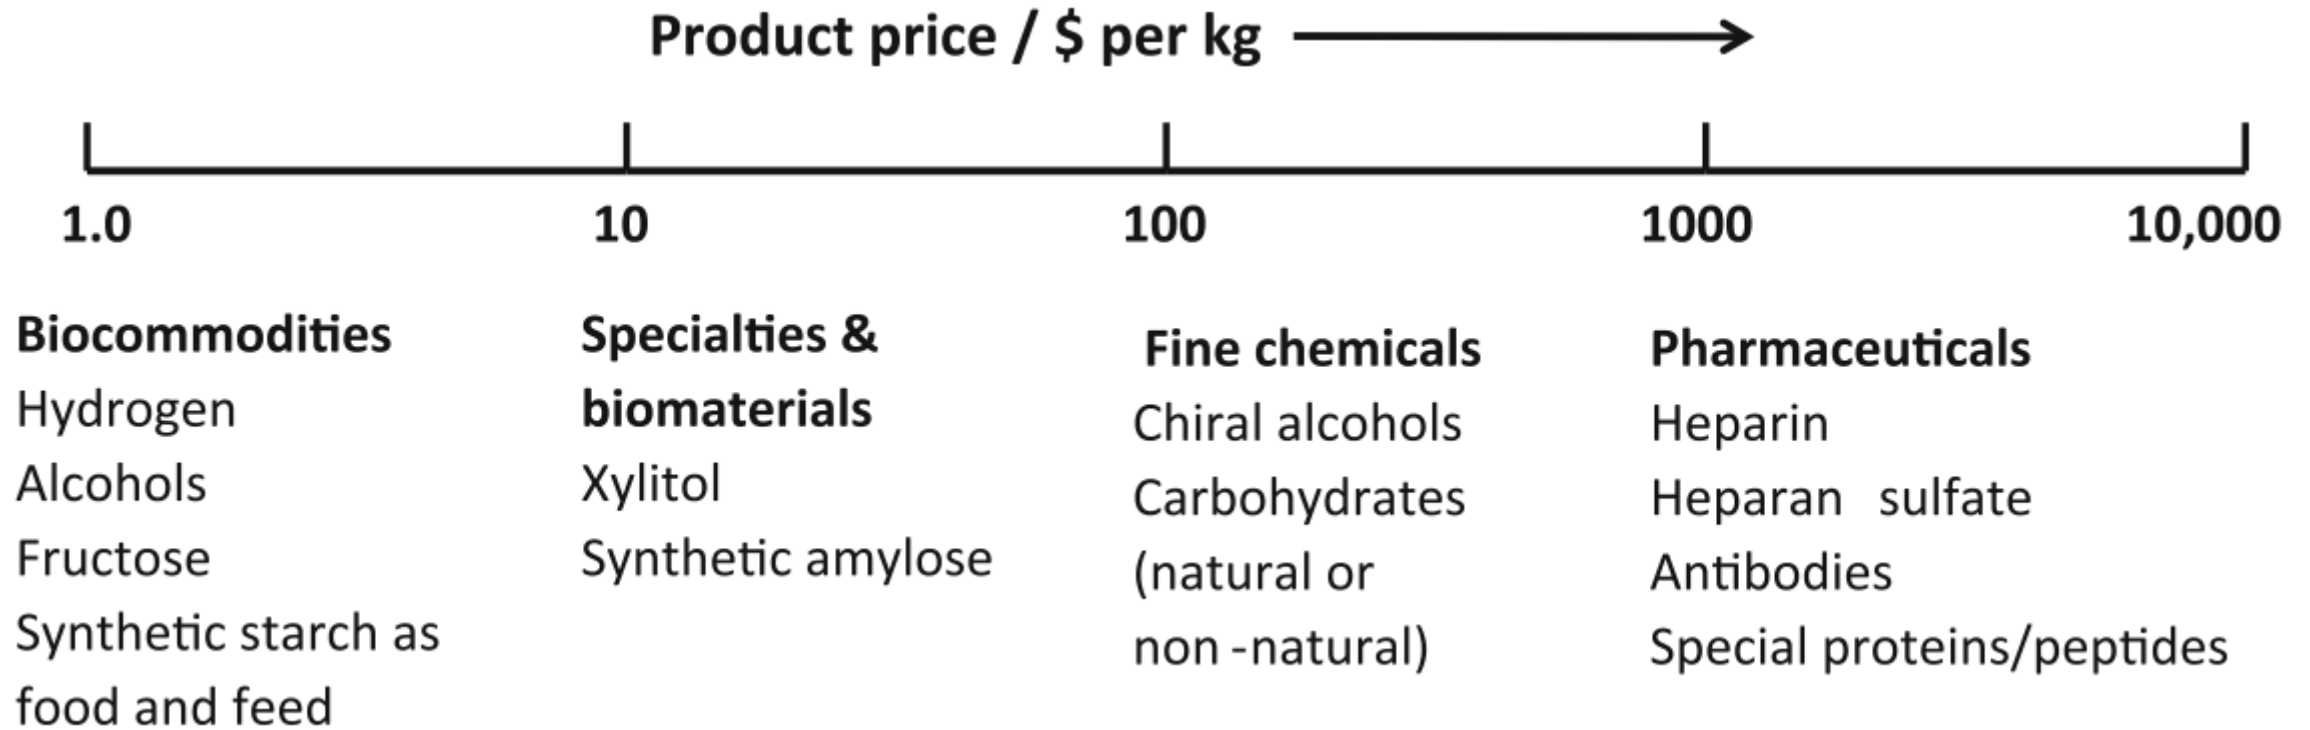 Product price / $ per kg
1.0 10 100 1000 10,000
Biocommodities
Hydrogen
Alcohols
Fructose
Synthetic starch as
food and feed
Specialties &
biomaterials
Xylitol
Synthetic amylose
Fine chemicals
Chiral alcohols
Carbohydrates
(natural or
non -natural)
Pharmaceuticals
Heparin
Heparan sulfate
Antibodies
Special proteins/peptides